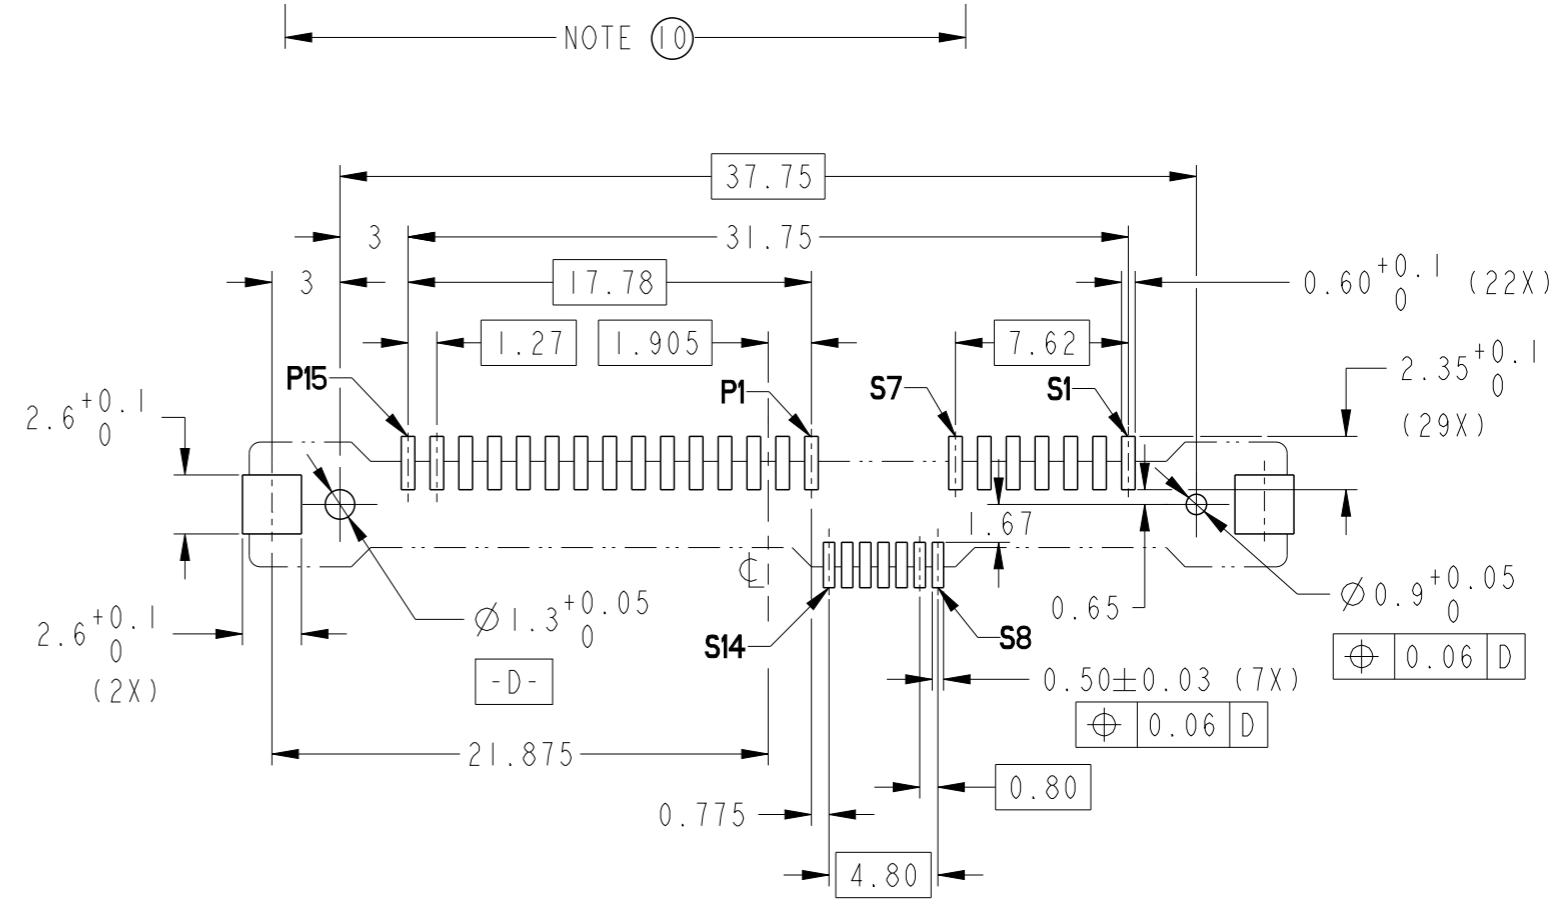 NOTE 10
37.75
3 31.75
3 17.78 0.60 +0.1 0 (22X)
1.27 1.905 7.62
2.35 +0.1 0
(29X)
P15 P1 S7 S1
2.6 +0.1 0
1.67
℄
2.6 +0.1 0
(2X)
Ø1.3 +0.05 0
-D-
0.65
Ø0.9 +0.05 0
⌖ 0.06 D
S14 S8
0.50±0.03 (7X)
⌖ 0.06 D
21.875
0.80
0.775
4.80